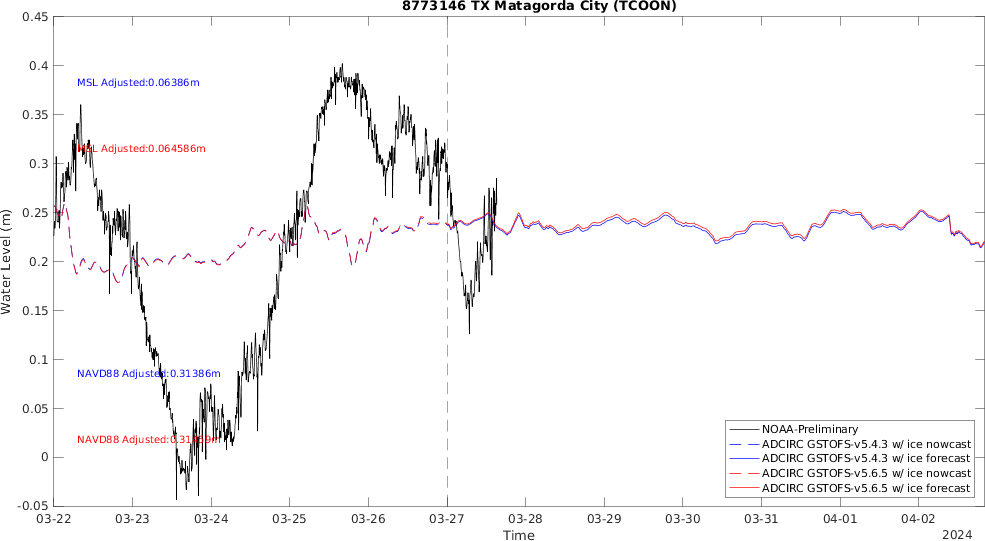 8773146 TX Matagorda City (TCOON)
0.45
0.4
0.35
0.3
0.25
0.2
0.15
0.1
0.05
0
-0.05
Water Level (m)
MSL Adjusted:0.06386m
MSL Adjusted:0.064586m
NAVD88 Adjusted:0.31386m
NAVD88 Adjusted:
NOAA-Preliminary
ADCIRC GSTOFS-v5.4.3 w/ ice nowcast
ADCIRC GSTOFS-v5.4.3 w/ ice forecast
ADCIRC GSTOFS-v5.6.5 w/ ice nowcast
ADCIRC GSTOFS-v5.6.5 w/ ice forecast
03-22 03-23 03-24 03-25 03-26 03-27 03-28 03-29 03-30 03-31 04-01 04-02
Time
2024